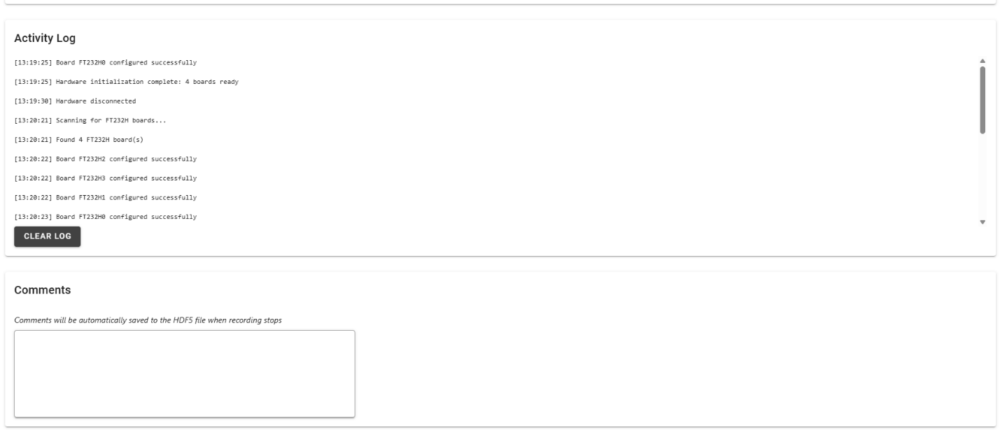 Activity Log
[13:19:25] Board FT232H0 configured successfully
[13:19:25] Hardware initialization complete: 4 boards ready
[13:19:30] Hardware disconnected
[13:20:21] Scanning for FT232H boards...
[13:20:21] Found 4 FT232H board(s)
[13:20:22] Board FT232H2 configured successfully
[13:20:22] Board FT232H3 configured successfully
[13:20:22] Board FT232H1 configured successfully
[13:20:23] Board FT232H0 configured successfully
CLEAR LOG
Comments
Comments will be automatically saved to the HDF5 file when recording stops